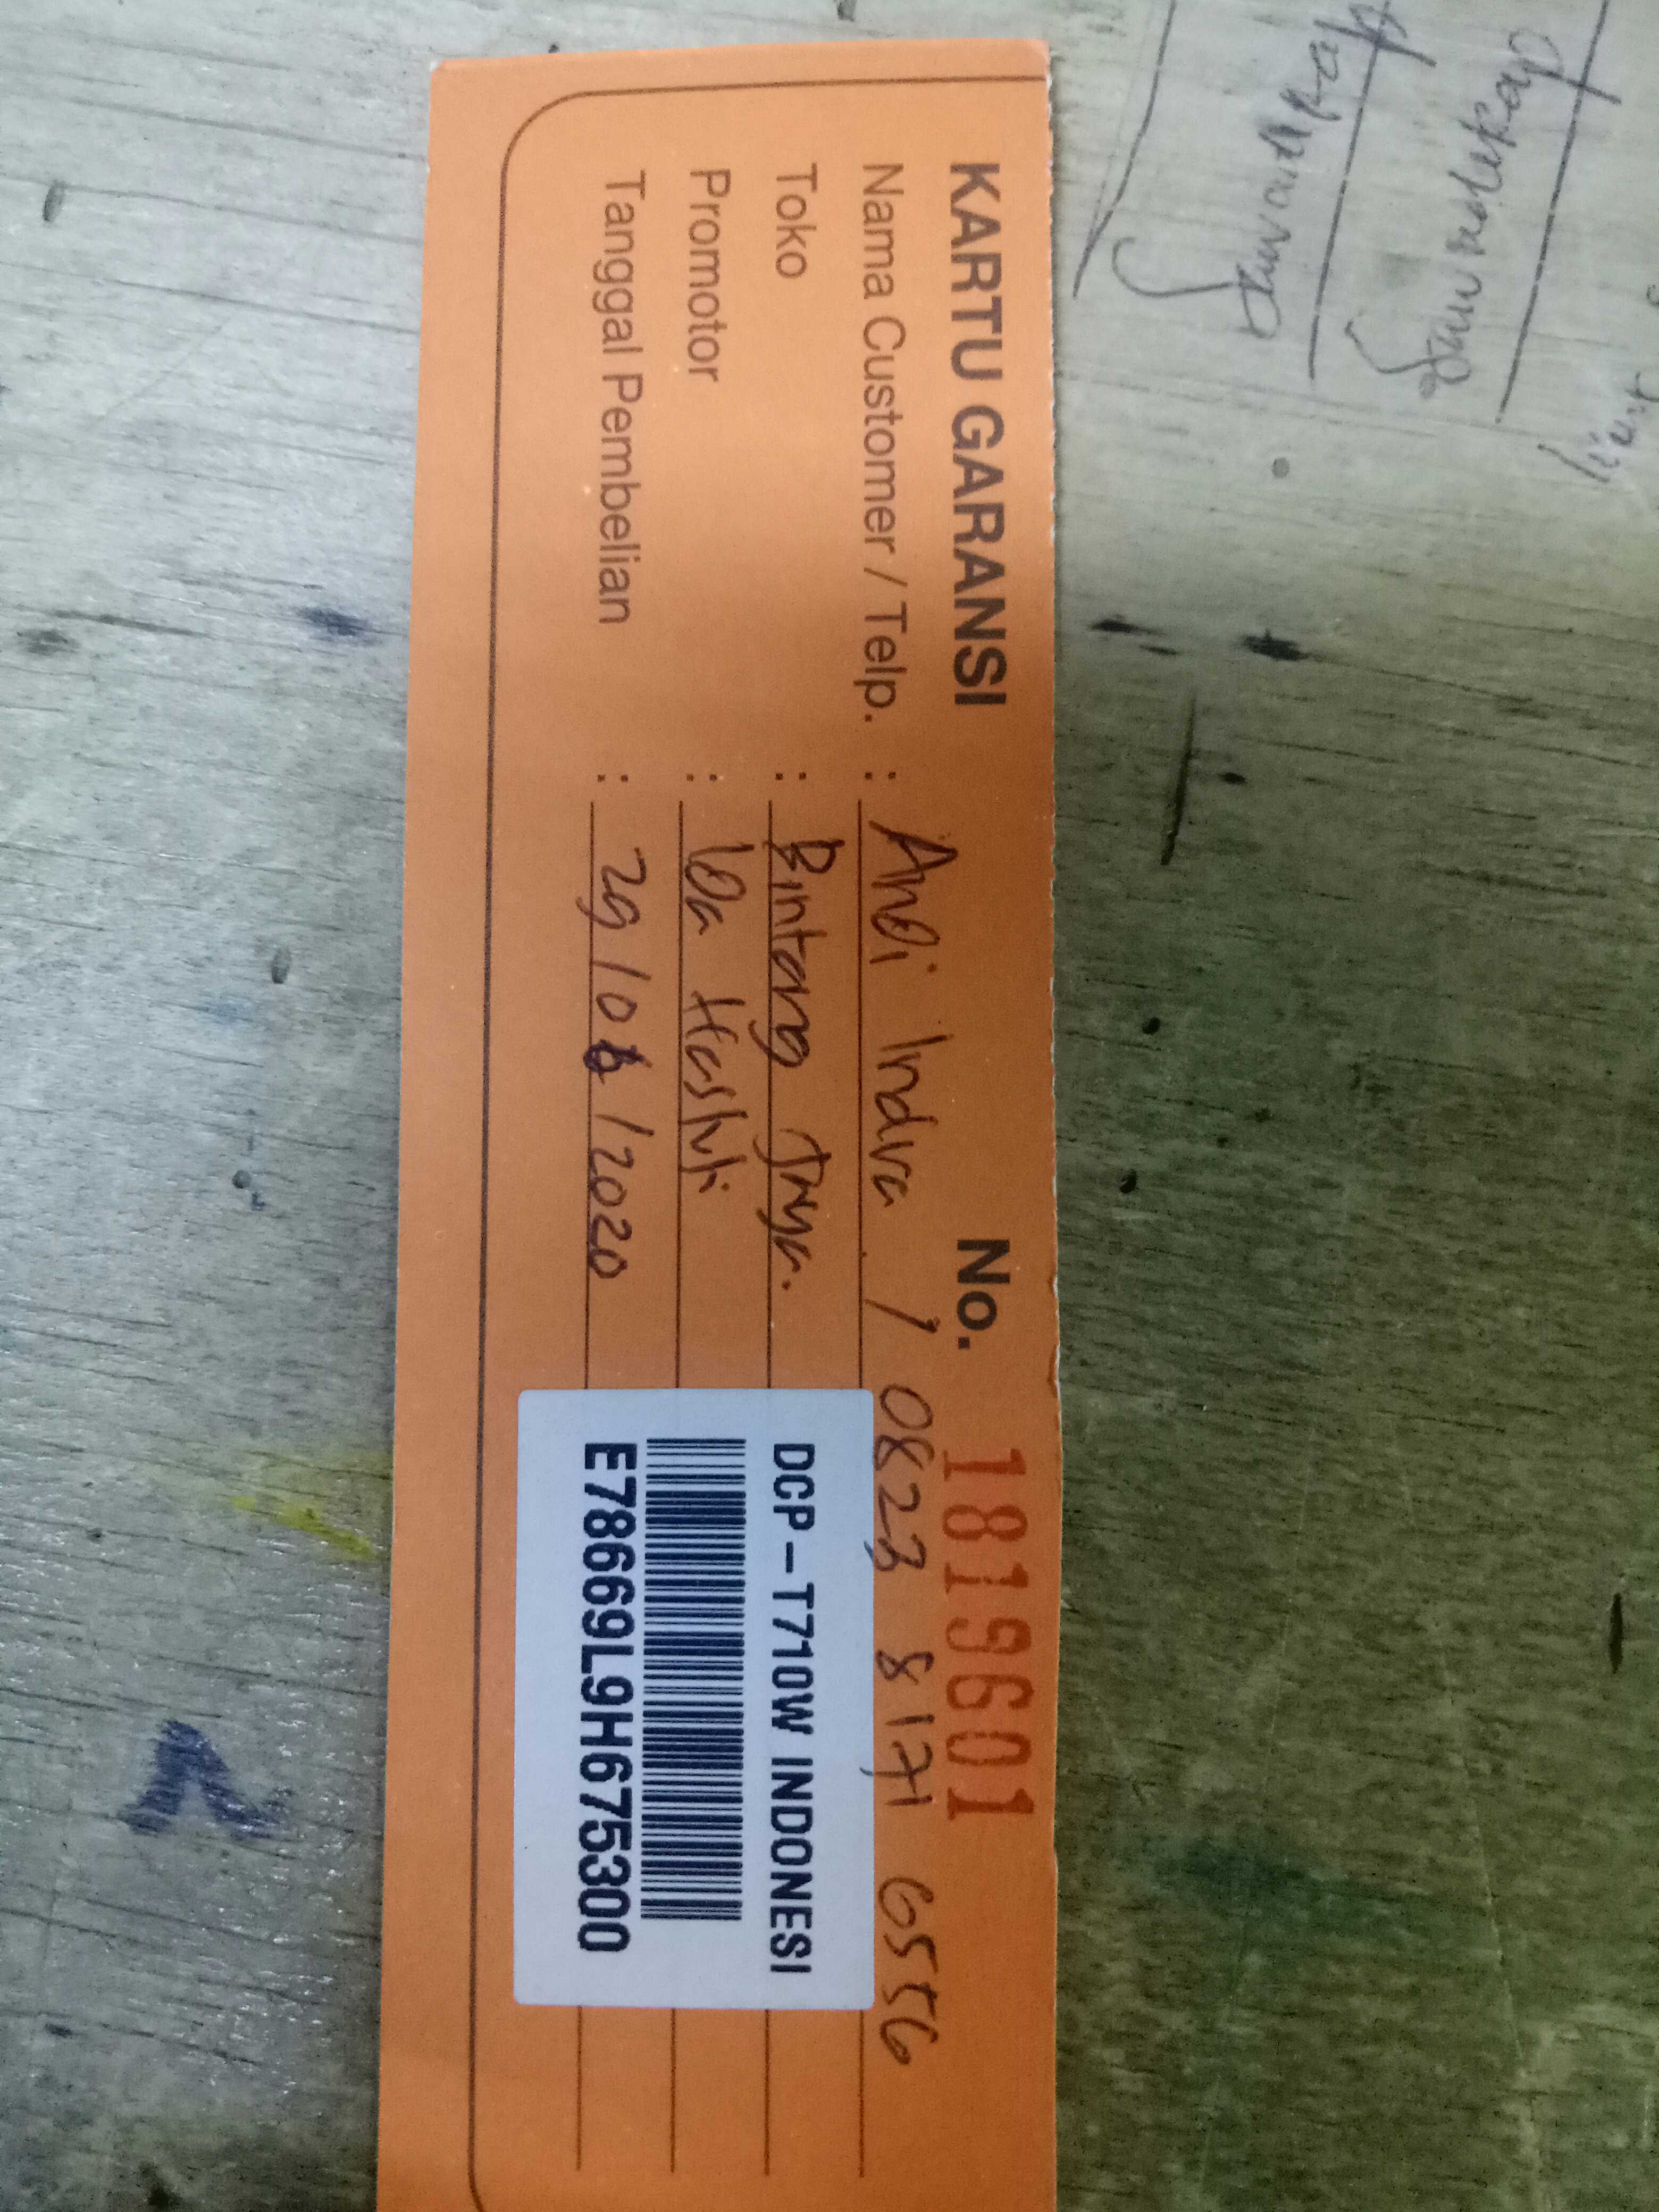 KARTU GARANSI No. 1819601
Nama Customer / Telp. : Andi Indra / 0823 8171 6556
Toko : Bintang Jaya.
Promotor :
Tanggal Pembelian : 29/06/2020
DCP-T710W INDONESI
E78669L9H675300